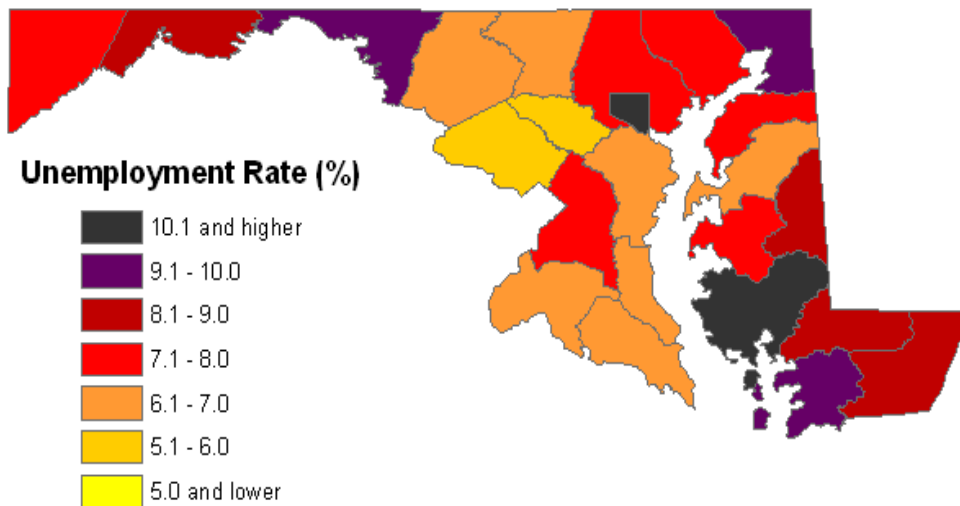 Unemployment Rate (%)
10.1 and higher
9.1 - 10.0
8.1 - 9.0
7.1 - 8.0
6.1 - 7.0
5.1 - 6.0
5.0 and lower